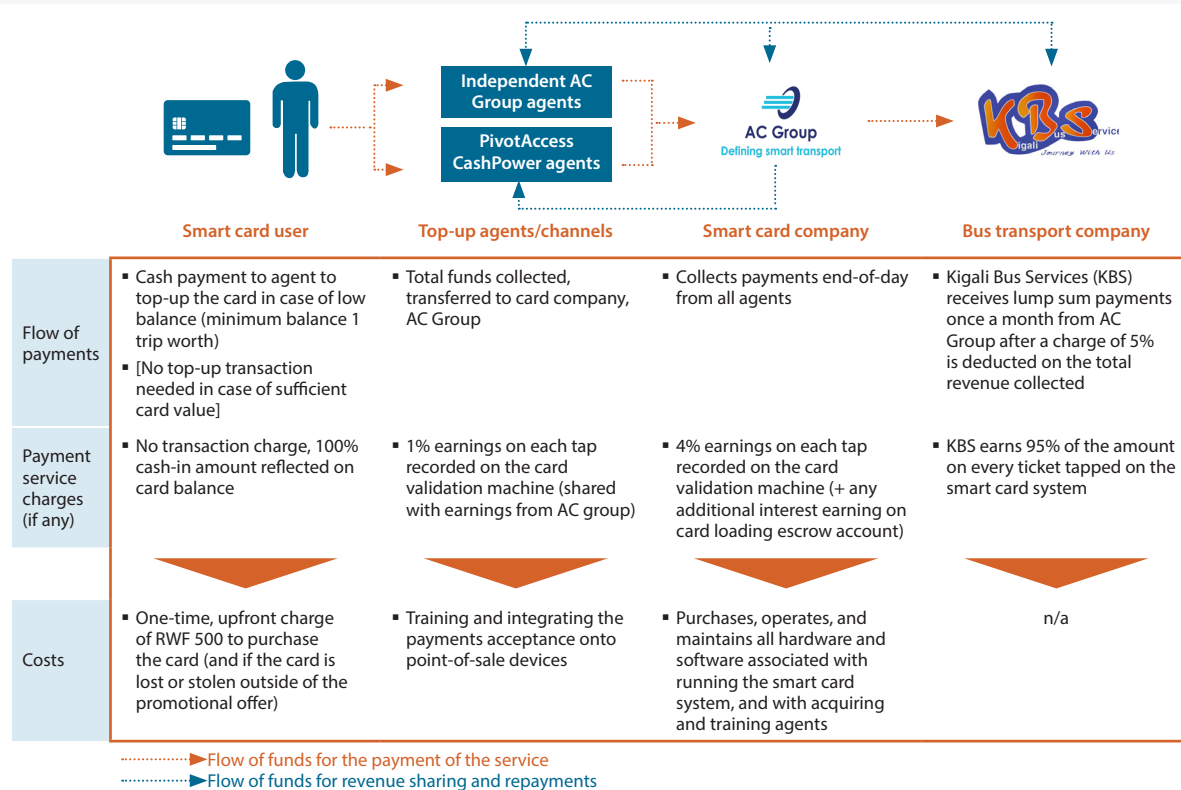 Independent AC
Group agents
PivotAccess
CashPower agents
AC Group
Defining smart transport
KBS
Kigali Bus Service
Journey With Us
Smart card user
Top-up agents/channels
Smart card company
Bus transport company
Flow of
payments
▪ Cash payment to agent to
top-up the card in case of low
balance (minimum balance 1
trip worth)
▪ [No top-up transaction
needed in case of sufficient
card value]
▪ Total funds collected,
transferred to card company,
AC Group
▪ Collects payments end-of-day
from all agents
▪ Kigali Bus Services (KBS)
receives lump sum payments
once a month from AC
Group after a charge of 5%
is deducted on the total
revenue collected
Payment
service
charges
(if any)
▪ No transaction charge, 100%
cash-in amount reflected on
card balance
▪ 1% earnings on each tap
recorded on the card
validation machine (shared
with earnings from AC group)
▪ 4% earnings on each tap
recorded on the card
validation machine (+ any
additional interest earning on
card loading escrow account)
▪ KBS earns 95% of the amount
on every ticket tapped on the
smart card system
Costs
▪ One-time, upfront charge
of RWF 500 to purchase
the card (and if the card is
lost or stolen outside of the
promotional offer)
▪ Training and integrating the
payments acceptance onto
point-of-sale devices
▪ Purchases, operates, and
maintains all hardware and
software associated with
running the smart card
system, and with acquiring
and training agents
n/a
Flow of funds for the payment of the service
Flow of funds for revenue sharing and repayments